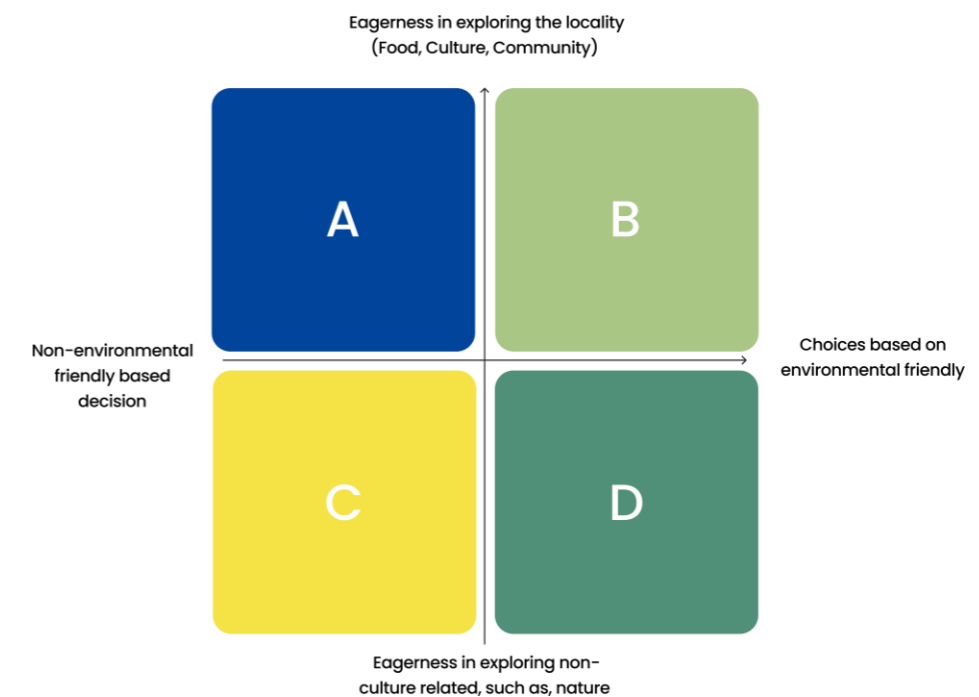 Eagerness in exploring the locality
(Food, Culture, Community)
A
B
Non-environmental
friendly based
decision
Choices based on
environmental friendly
C
D
Eagerness in exploring non-
culture related, such as, nature